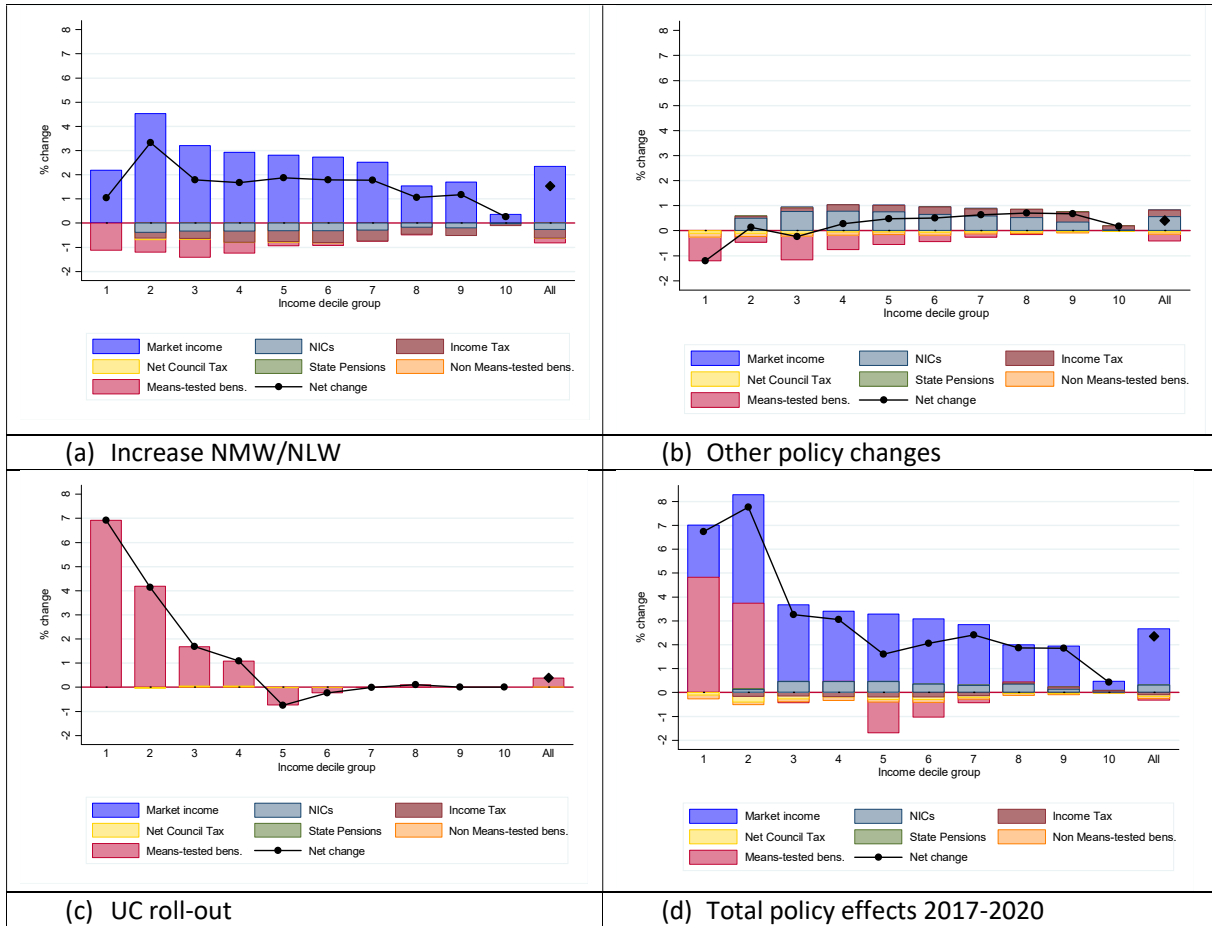 8
7
6
5
4
3
2
1
0
-1
-2
% change
1 2 3 4 5 6 7 8 9 10 All
Income decile group
Market income NICs Income Tax
Net Council Tax State Pensions Non Means-tested bens.
Means-tested bens. Net change
(a) Increase NMW/NLW
8
7
6
5
4
3
2
1
0
-1
-2
% change
1 2 3 4 5 6 7 8 9 10 All
Income decile group
Market income NICs Income Tax
Net Council Tax State Pensions Non Means-tested bens.
Means-tested bens. Net change
(b) Other policy changes
8
7
6
5
4
3
2
1
0
-1
-2
% change
1 2 3 4 5 6 7 8 9 10 All
Income decile group
Market income NICs Income Tax
Net Council Tax State Pensions Non Means-tested bens.
Means-tested bens. Net change
(c) UC roll-out
8
7
6
5
4
3
2
1
0
-1
-2
% change
1 2 3 4 5 6 7 8 9 10 All
Income decile group
Market income NICs Income Tax
Net Council Tax State Pensions Non Means-tested bens.
Means-tested bens. Net change
(d) Total policy effects 2017-2020